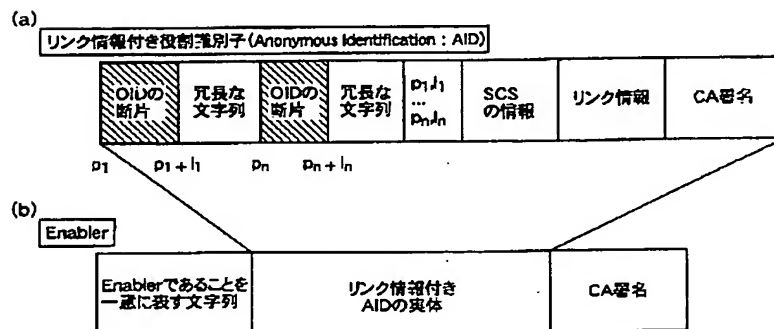 (a)
リンク情報付き役割識別子(Anonymous Identification : AID)
OIDの
断片
冗長な
文字列
OIDの
断片
冗長な
文字列
p1,l1
...
pn,ln
SCS
の情報
リンク情報
CA署名
p1
p1+l1
pn
pn+ln
(b)
Enabler
Enablerであることを
一意に表す文字列
リンク情報付き
AIDの実体
CA署名